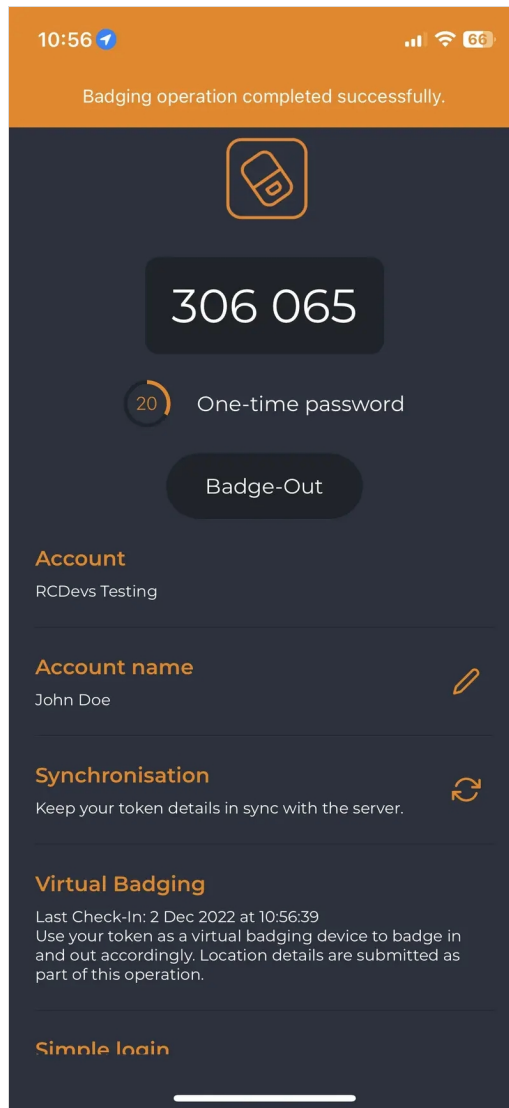 10:56
66
Badging operation completed successfully.
306 065
20
One-time password
Badge-Out
Account
RCDevs Testing
Account name
John Doe
Synchronisation
Keep your token details in sync with the server.
Virtual Badging
Last Check-In: 2 Dec 2022 at 10:56:39
Use your token as a virtual badging device to badge in
and out accordingly. Location details are submitted as
part of this operation.
Simple login